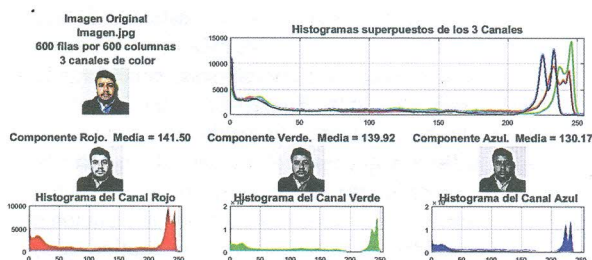 Imagen Original
Imagen.jpg
600 filas por 600 columnas
3 canales de color
Histogramas superpuestos de los 3 Canales
15000
10000
5000
0
0 50 100 150 200 250
Componente Rojo. Media = 141.50
Componente Verde. Media = 139.92
Componente Azul. Media = 130.17
Histograma del Canal Rojo
Histograma del Canal Verde
Histograma del Canal Azul
10000
5000
0
0 50 100 150 200 250
2
1
0
0 50 100 150 200 250
2
1
0
0 50 100 150 200 250